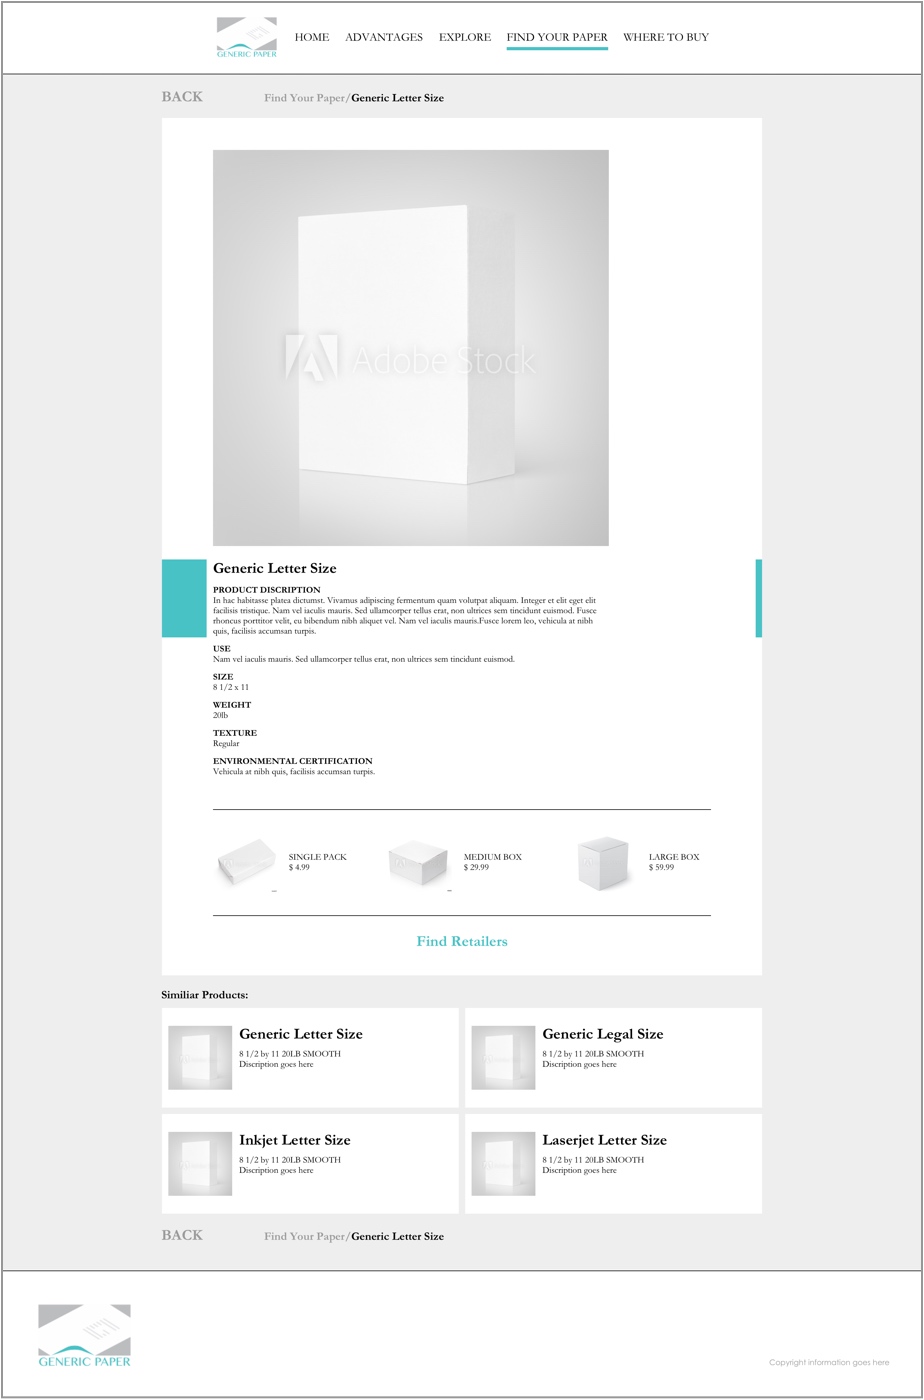 GENERIC PAPER
HOME ADVANTAGES EXPLORE FIND YOUR PAPER WHERE TO BUY
BACK Find Your Paper/Generic Letter Size
Adobe Stock
Generic Letter Size
PRODUCT DISCRIPTION
In hac habitasse platea dictumst. Vivamus adipiscing fermentum quam volutpat aliquam. Integer et elit eget elit
facilisis tristique. Nam vel iaculis mauris. Sed ullamcorper tellus erat, non ultrices sem tincidunt euismod. Fusce
rhoncus porttitor velit, eu bibendum nibh aliquet vel. Nam vel iaculis mauris.Fusce lorem leo, vehicula at nibh
quis, facilisis accumsan turpis.
USE
Nam vel iaculis mauris. Sed ullamcorper tellus erat, non ultrices sem tincidunt euismod.
SIZE
8 1/2 x 11
WEIGHT
20lb
TEXTURE
Regular
ENVIRONMENTAL CERTIFICATION
Vehicula at nibh quis, facilisis accumsan turpis.
SINGLE PACK
$ 4.99
MEDIUM BOX
$ 29.99
LARGE BOX
$ 59.99
Find Retailers
Similiar Products:
Generic Letter Size
8 1/2 by 11 20LB SMOOTH
Discription goes here
Generic Legal Size
8 1/2 by 11 20LB SMOOTH
Discription goes here
Inkjet Letter Size
8 1/2 by 11 20LB SMOOTH
Discription goes here
Laserjet Letter Size
8 1/2 by 11 20LB SMOOTH
Discription goes here
BACK Find Your Paper/Generic Letter Size
GENERIC PAPER
Copyright information goes here